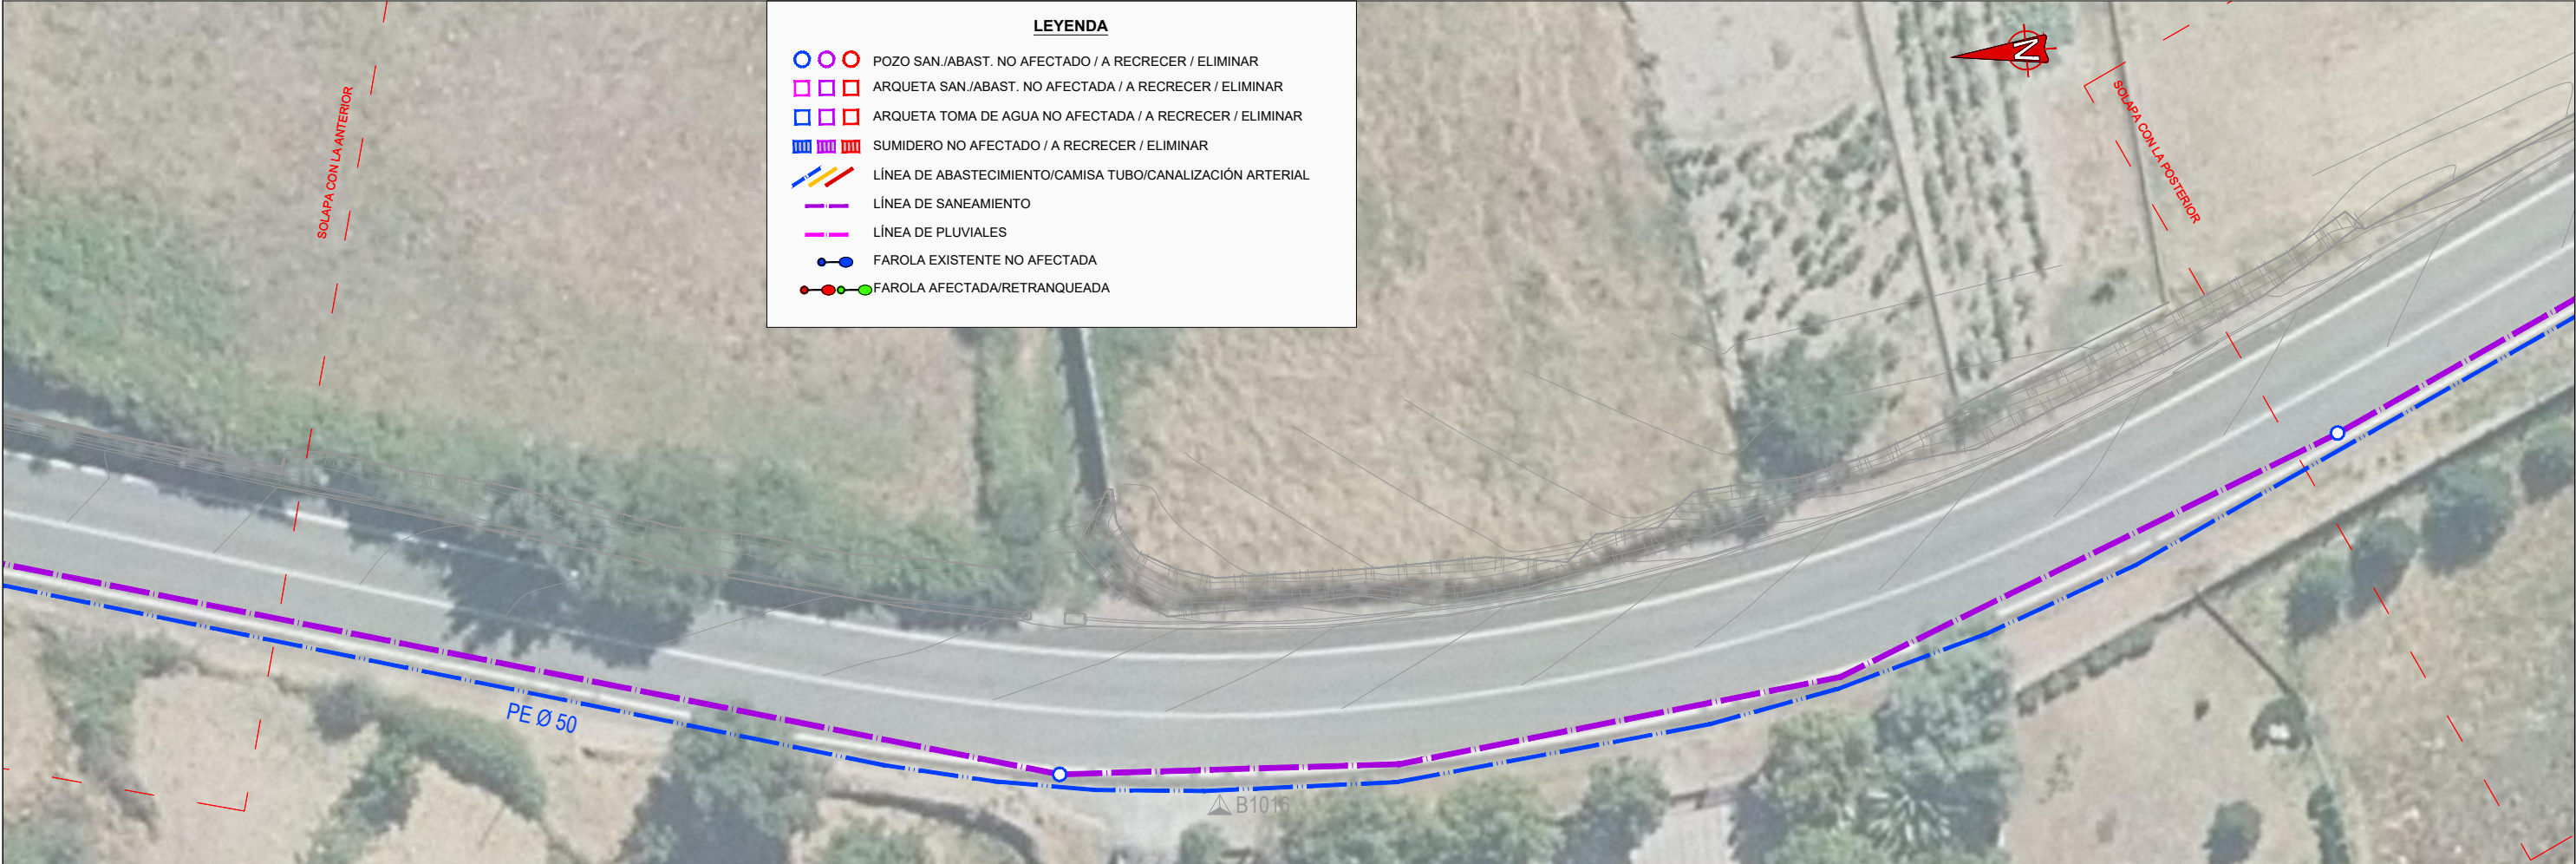 LEYENDA
POZO SAN./ABAST. NO AFECTADO / A RECRECER / ELIMINAR
ARQUETA SAN./ABAST. NO AFECTADA / A RECRECER / ELIMINAR
ARQUETA TOMA DE AGUA NO AFECTADA / A RECRECER / ELIMINAR
SUMIDERO NO AFECTADO / A RECRECER / ELIMINAR
LÍNEA DE ABASTECIMIENTO/CAMISA TUBO/CANALIZACIÓN ARTERIAL
LÍNEA DE SANEAMIENTO
LÍNEA DE PLUVIALES
FAROLA EXISTENTE NO AFECTADA
FAROLA AFECTADA/RETRANQUEADA
N
SOLAPA CON LA ANTERIOR
SOLAPA CON LA POSTERIOR
PE Ø 50
B1016